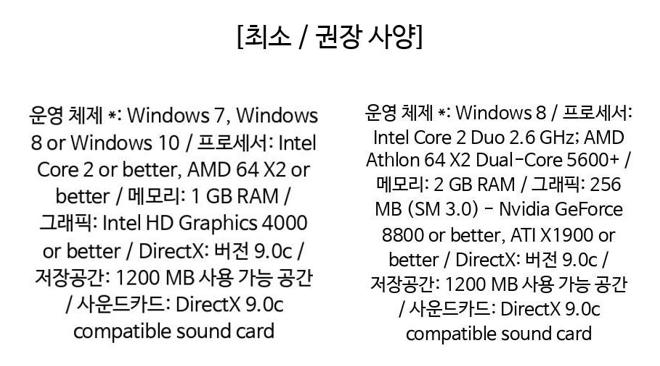 [최소 / 권장 사양]
운영 체제 *: Windows 7, Windows
8 or Windows 10 / 프로세서: Intel
Core 2 or better, AMD 64 X2 or
better / 메모리: 1 GB RAM /
그래픽: Intel HD Graphics 4000
or better / DirectX: 버전 9.0c /
저장공간: 1200 MB 사용 가능 공간
/ 사운드카드: DirectX 9.0c
compatible sound card
운영 체제 *: Windows 8 / 프로세서:
Intel Core 2 Duo 2.6 GHz; AMD
Athlon 64 X2 Dual-Core 5600+ /
메모리: 2 GB RAM / 그래픽: 256
MB (SM 3.0) - Nvidia GeForce
8800 or better, ATI X1900 or
better / DirectX: 버전 9.0c /
저장공간: 1200 MB 사용 가능 공간
/ 사운드카드: DirectX 9.0c
compatible sound card